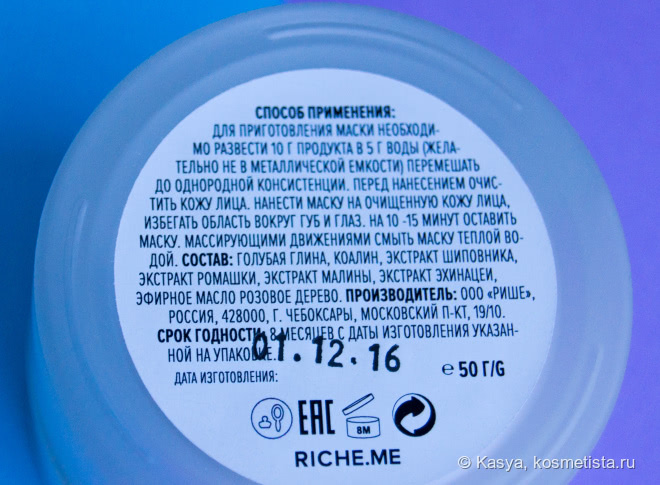 СПОСОБ ПРИМЕНЕНИЯ:
ДЛЯ ПРИГОТОВЛЕНИЯ МАСКИ НЕОБХОДИ-
МО РАЗВЕСТИ 10 Г ПРОДУКТА В 5 Г ВОДЫ (ЖЕЛА-
ТЕЛЬНО НЕ В МЕТАЛЛИЧЕСКОЙ ЕМКОСТИ) ПЕРЕМЕШАТЬ
ДО ОДНОРОДНОЙ КОНСИСТЕНЦИИ. ПЕРЕД НАНЕСЕНИЕМ ОЧИС-
ТИТЬ КОЖУ ЛИЦА. НАНЕСТИ МАСКУ НА ОЧИЩЕННУЮ КОЖУ ЛИЦА,
ИЗБЕГАТЬ ОБЛАСТЬ ВОКРУГ ГУБ И ГЛАЗ. НА 10 -15 МИНУТ ОСТАВИТЬ
МАСКУ. МАССИРУЮЩИМИ ДВИЖЕНИЯМИ СМЫТЬ МАСКУ ТЕПЛОЙ ВО-
ДОЙ. СОСТАВ: ГОЛУБАЯ ГЛИНА, КАОЛИН, ЭКСТРАКТ ШИПОВНИКА,
ЭКСТРАКТ РОМАШКИ, ЭКСТРАКТ МАЛИНЫ, ЭКСТРАКТ ЭХИНАЦЕИ,
ЭФИРНОЕ МАСЛО РОЗОВОЕ ДЕРЕВО. ПРОИЗВОДИТЕЛЬ: ООО «РИШЕ»,
РОССИЯ, 428000, Г. ЧЕБОКСАРЫ, МОСКОВСКИЙ П-КТ, 19/10.
СРОК ГОДНОСТИ: 8 МЕСЯЦЕВ С ДАТЫ ИЗГОТОВЛЕНИЯ УКАЗАН-
НОЙ НА УПАКОВКЕ.
01.12.16
ДАТА ИЗГОТОВЛЕНИЯ:
e 50 Г/G
EAC
8M
RICHE.ME
© Kasya, kosmetista.ru